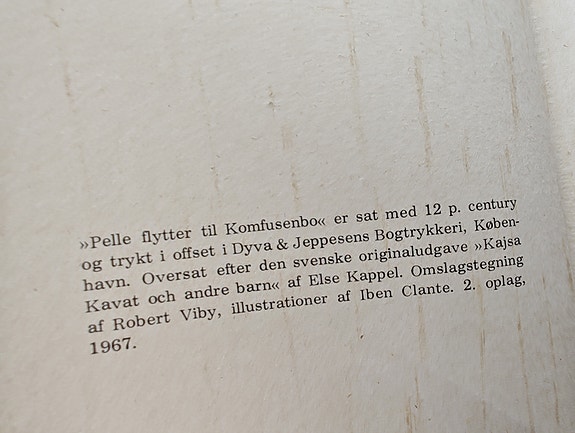 »Pelle flytter til Komfusenbo« er sat med 12 p. century
og trykt i offset i Dyva & Jeppesens Bogtrykkeri, Køben-
havn. Oversat efter den svenske originaludgave »Kajsa
Kavat och andre barn« af Else Kappel. Omslagstegning
af Robert Viby, illustrationer af Iben Clante. 2. oplag,
1967.